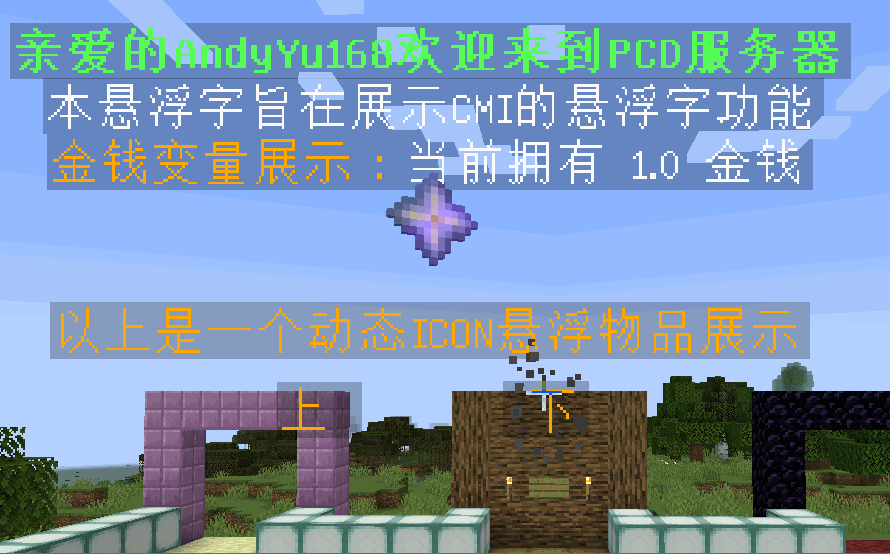 亲爱的AndyYu168欢迎来到PCD服务器
本悬浮字旨在展示CMI的悬浮字功能
金钱变量展示：当前拥有 1.0 金钱
以上是一个动态ICON悬浮物品展示
上 下